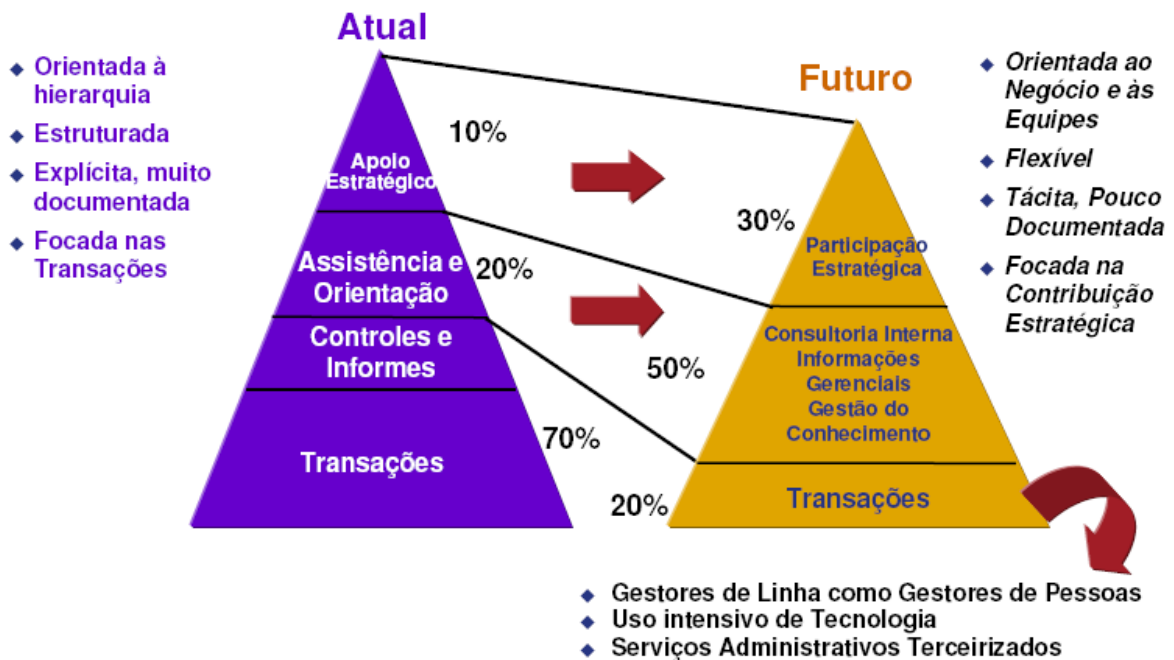 Atual
◆ Orientada à
hierarquia
◆ Estruturada
◆ Explícita, muito
documentada
◆ Focada nas
Transações
10%
Apoio
Estratégico
20%
Assistência e
Orientação
Controles e
Informes
70%
Transações
Futuro
30%
Participação
Estratégica
50%
Consultoria Interna
Informações
Gerenciais
Gestão do
Conhecimento
20%
Transações
◆ Orientada ao
Negócio e às
Equipes
◆ Flexível
◆ Tácita, Pouco
Documentada
◆ Focada na
Contribuição
Estratégica
◆ Gestores de Linha como Gestores de Pessoas
◆ Uso intensivo de Tecnologia
◆ Serviços Administrativos Terceirizados